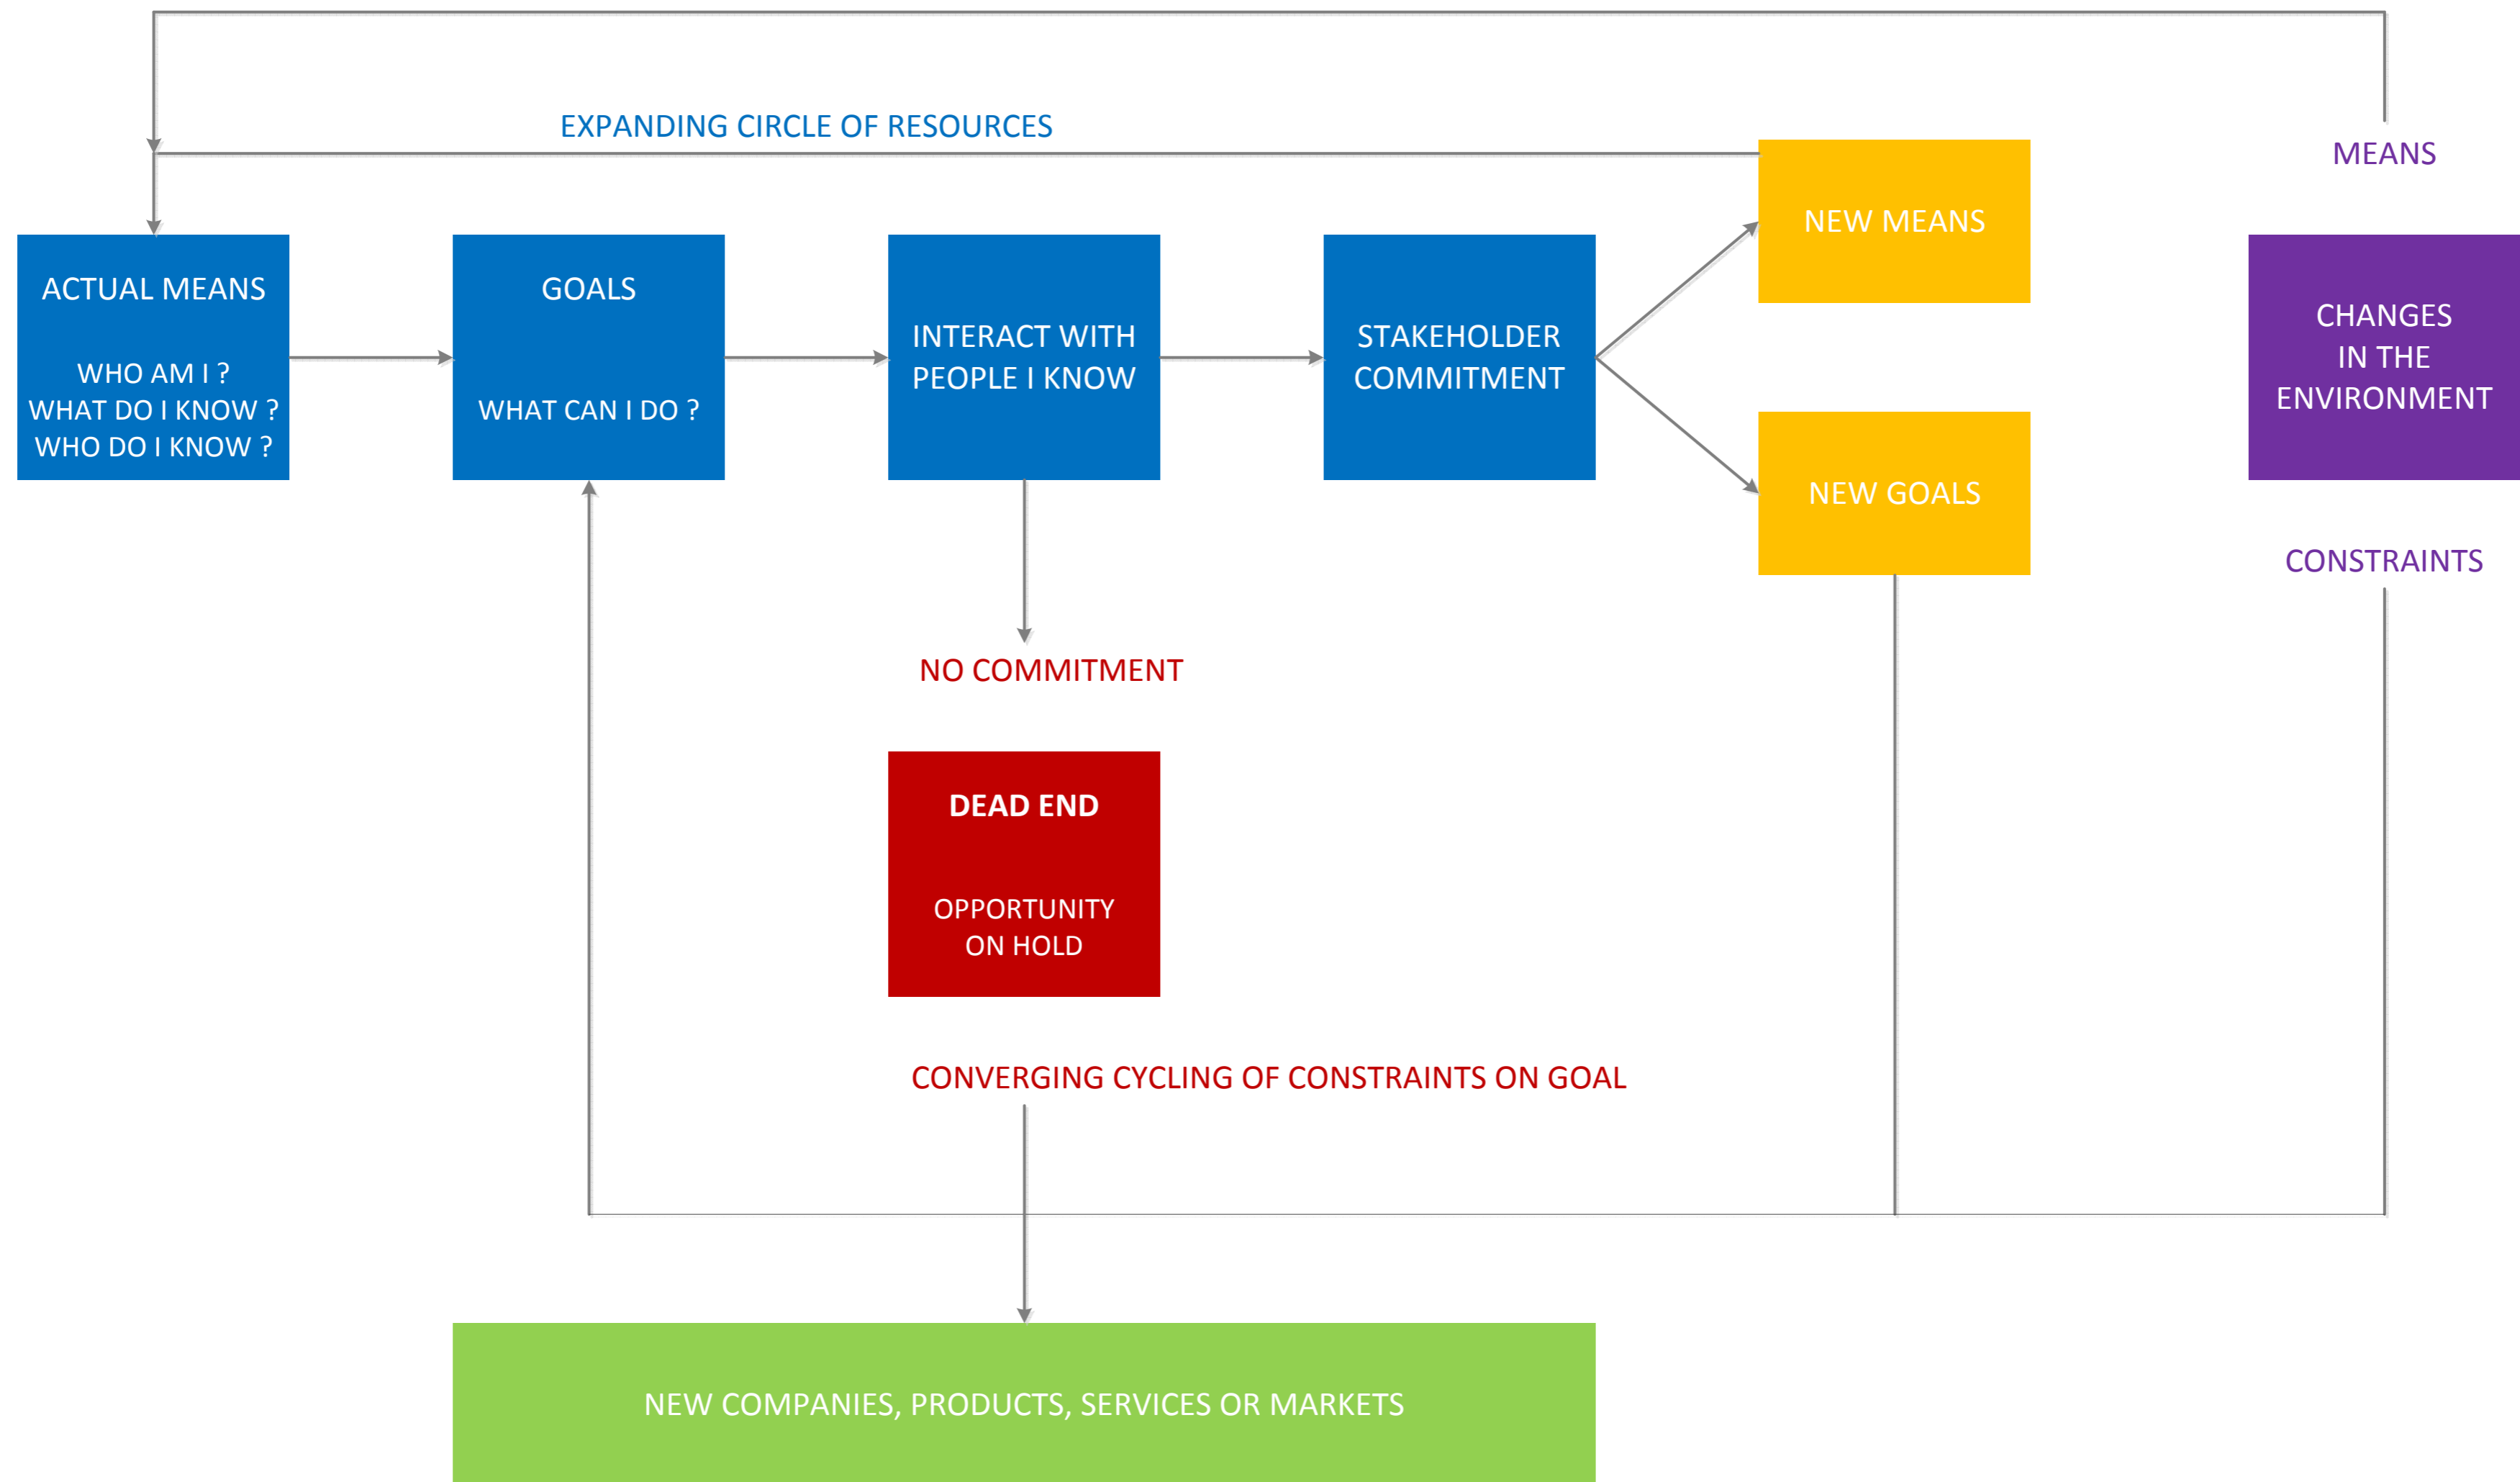 EXPANDING CIRCLE OF RESOURCES
MEANS
NEW MEANS
ACTUAL MEANS
WHO AM I ?
WHAT DO I KNOW ?
WHO DO I KNOW ?
GOALS
WHAT CAN I DO ?
INTERACT WITH
PEOPLE I KNOW
STAKEHOLDER
COMMITMENT
CHANGES
IN THE
ENVIRONMENT
NEW GOALS
CONSTRAINTS
NO COMMITMENT
DEAD END
OPPORTUNITY
ON HOLD
CONVERGING CYCLING OF CONSTRAINTS ON GOAL
NEW COMPANIES, PRODUCTS, SERVICES OR MARKETS